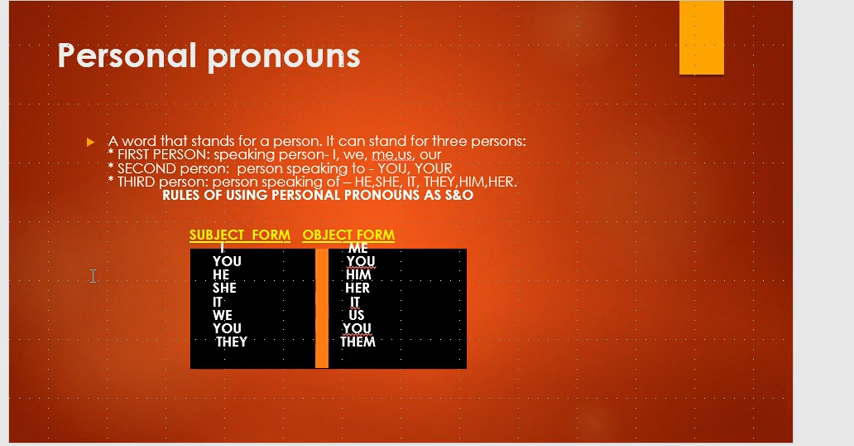 Personal pronouns
A word that stands for a person. It can stand for three persons:
* FIRST PERSON: speaking person- I, we, me,us, our
* SECOND person:  person speaking to - YOU, YOUR
* THIRD person: person speaking of – HE,SHE, IT, THEY,HIM,HER.
RULES OF USING PERSONAL PRONOUNS AS S&O
SUBJECT  FORM   OBJECT FORM
I   ME
YOU   YOU
HE   HIM
SHE   HER
IT   IT
WE   US
YOU   YOU
THEY   THEM